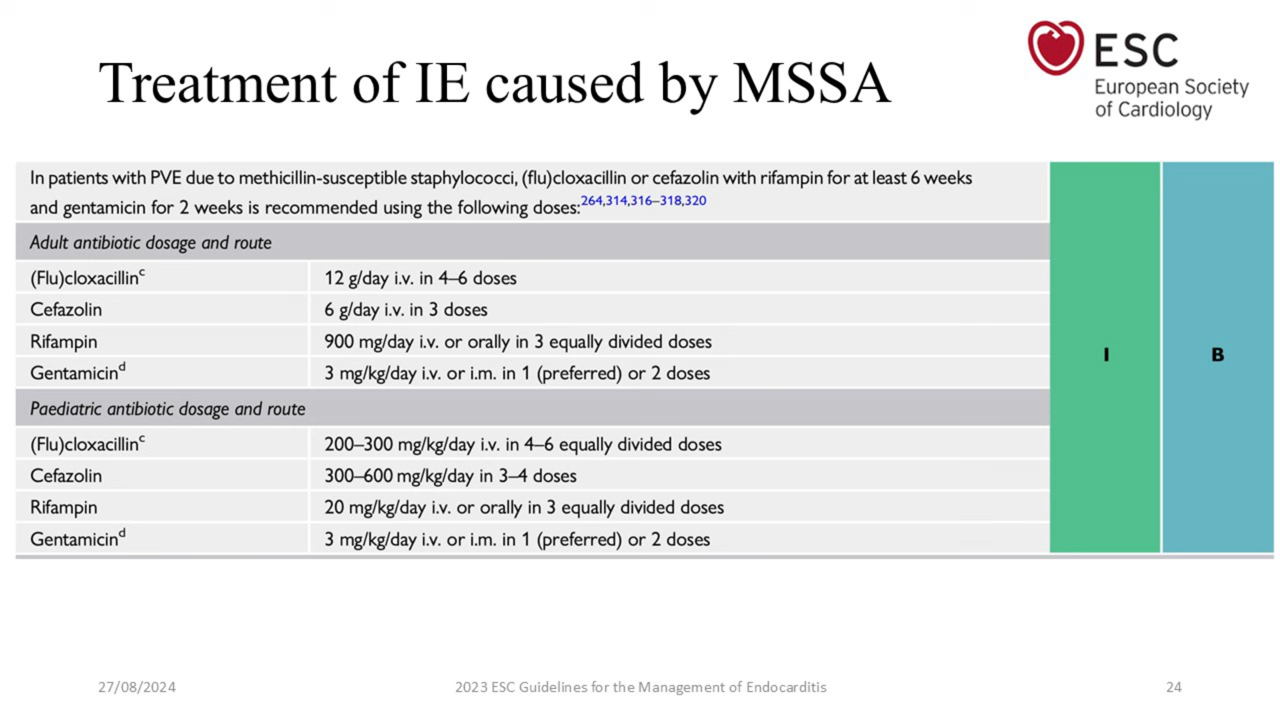 Treatment of IE caused by MSSA
ESC
European Society
of Cardiology
In patients with PVE due to methicillin-susceptible staphylococci, (flu)cloxacillin or cefazolin with rifampin for at least 6 weeks
and gentamicin for 2 weeks is recommended using the following doses:264,314,316–318,320
Adult antibiotic dosage and route
(Flu)cloxacillinc 12 g/day i.v. in 4–6 doses
Cefazolin 6 g/day i.v. in 3 doses
Rifampin 900 mg/day i.v. or orally in 3 equally divided doses
Gentamicind 3 mg/kg/day i.v. or i.m. in 1 (preferred) or 2 doses
I B
Paediatric antibiotic dosage and route
(Flu)cloxacillinc 200–300 mg/kg/day i.v. in 4–6 equally divided doses
Cefazolin 300–600 mg/kg/day in 3–4 doses
Rifampin 20 mg/kg/day i.v. or orally in 3 equally divided doses
Gentamicind 3 mg/kg/day i.v. or i.m. in 1 (preferred) or 2 doses
27/08/2024 2023 ESC Guidelines for the Management of Endocarditis 24